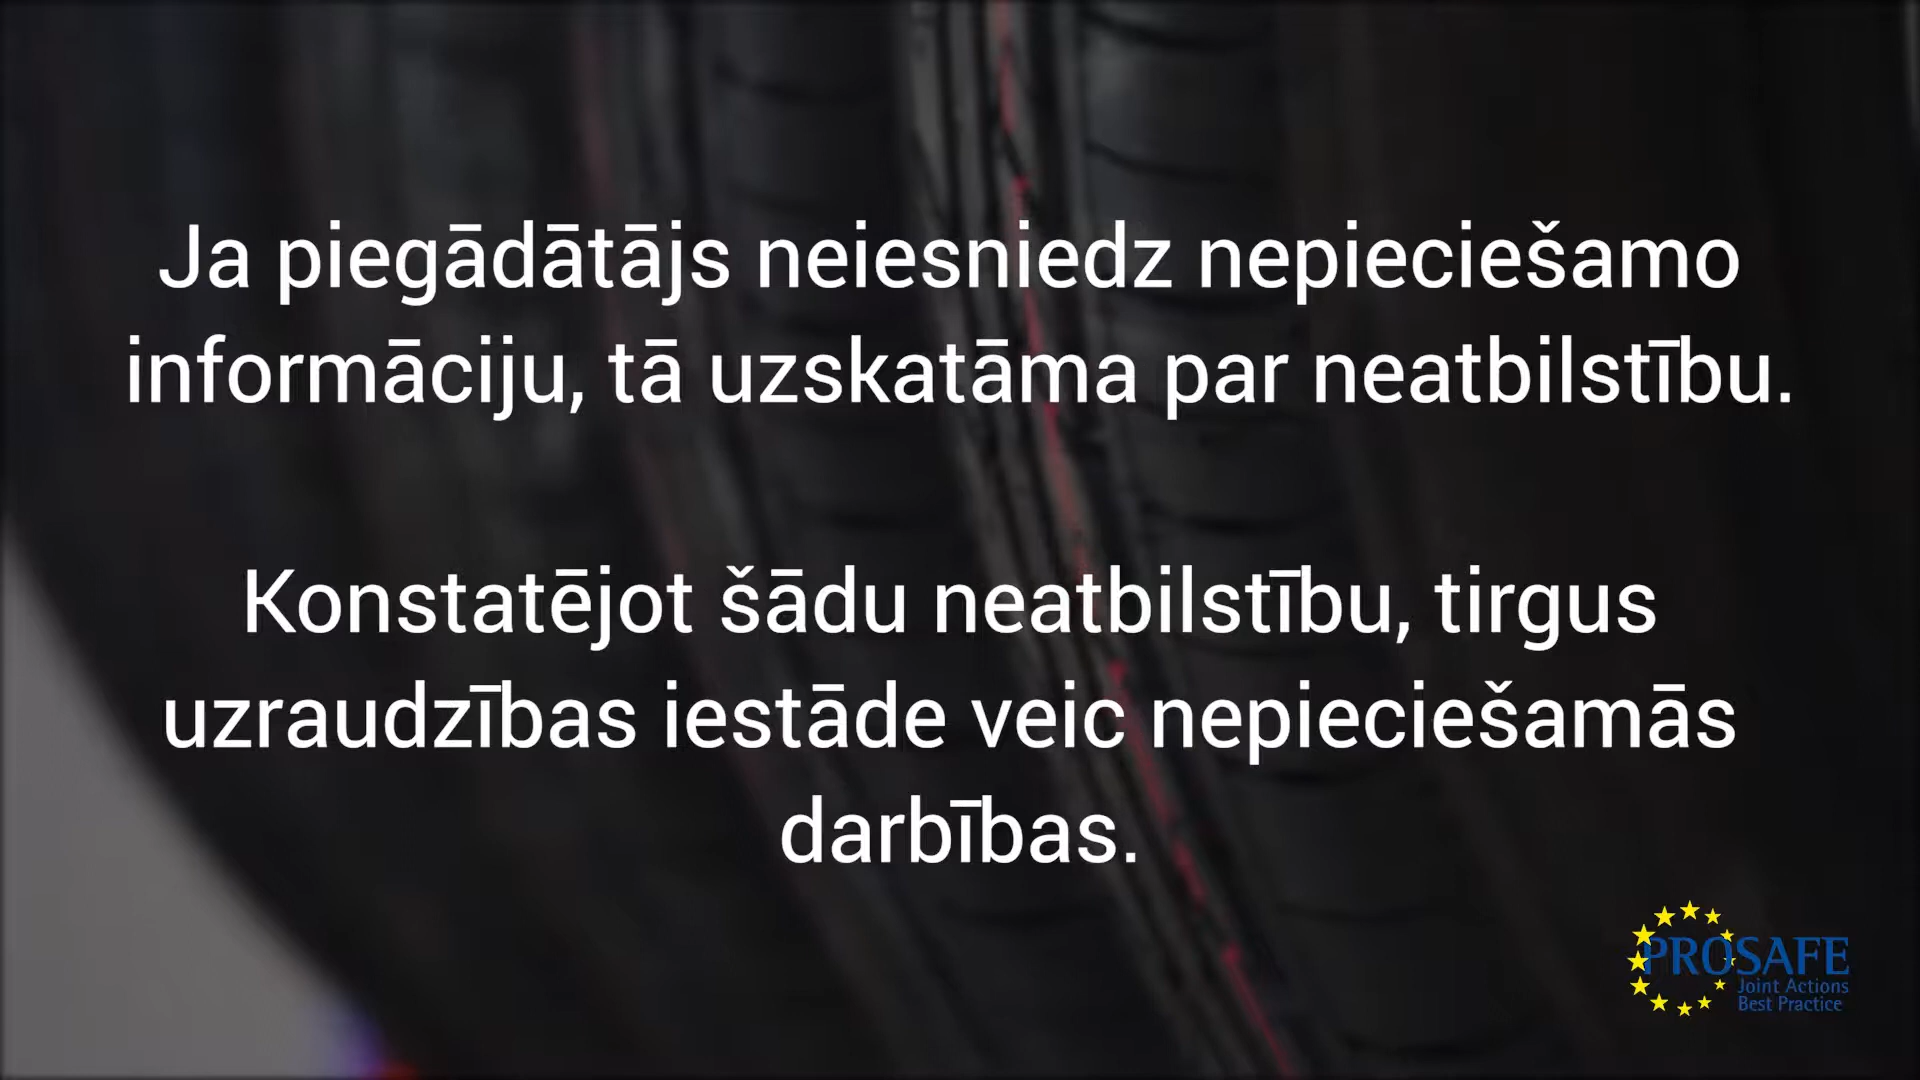 Ja piegādātājs neiesniedz nepieciešamo
informāciju, tā uzskatāma par neatbilstību.
Konstatējot šādu neatbilstību, tirgus
uzraudzības iestāde veic nepieciešamās
darbības.
PROSAFE
Joint Actions
Best Practice